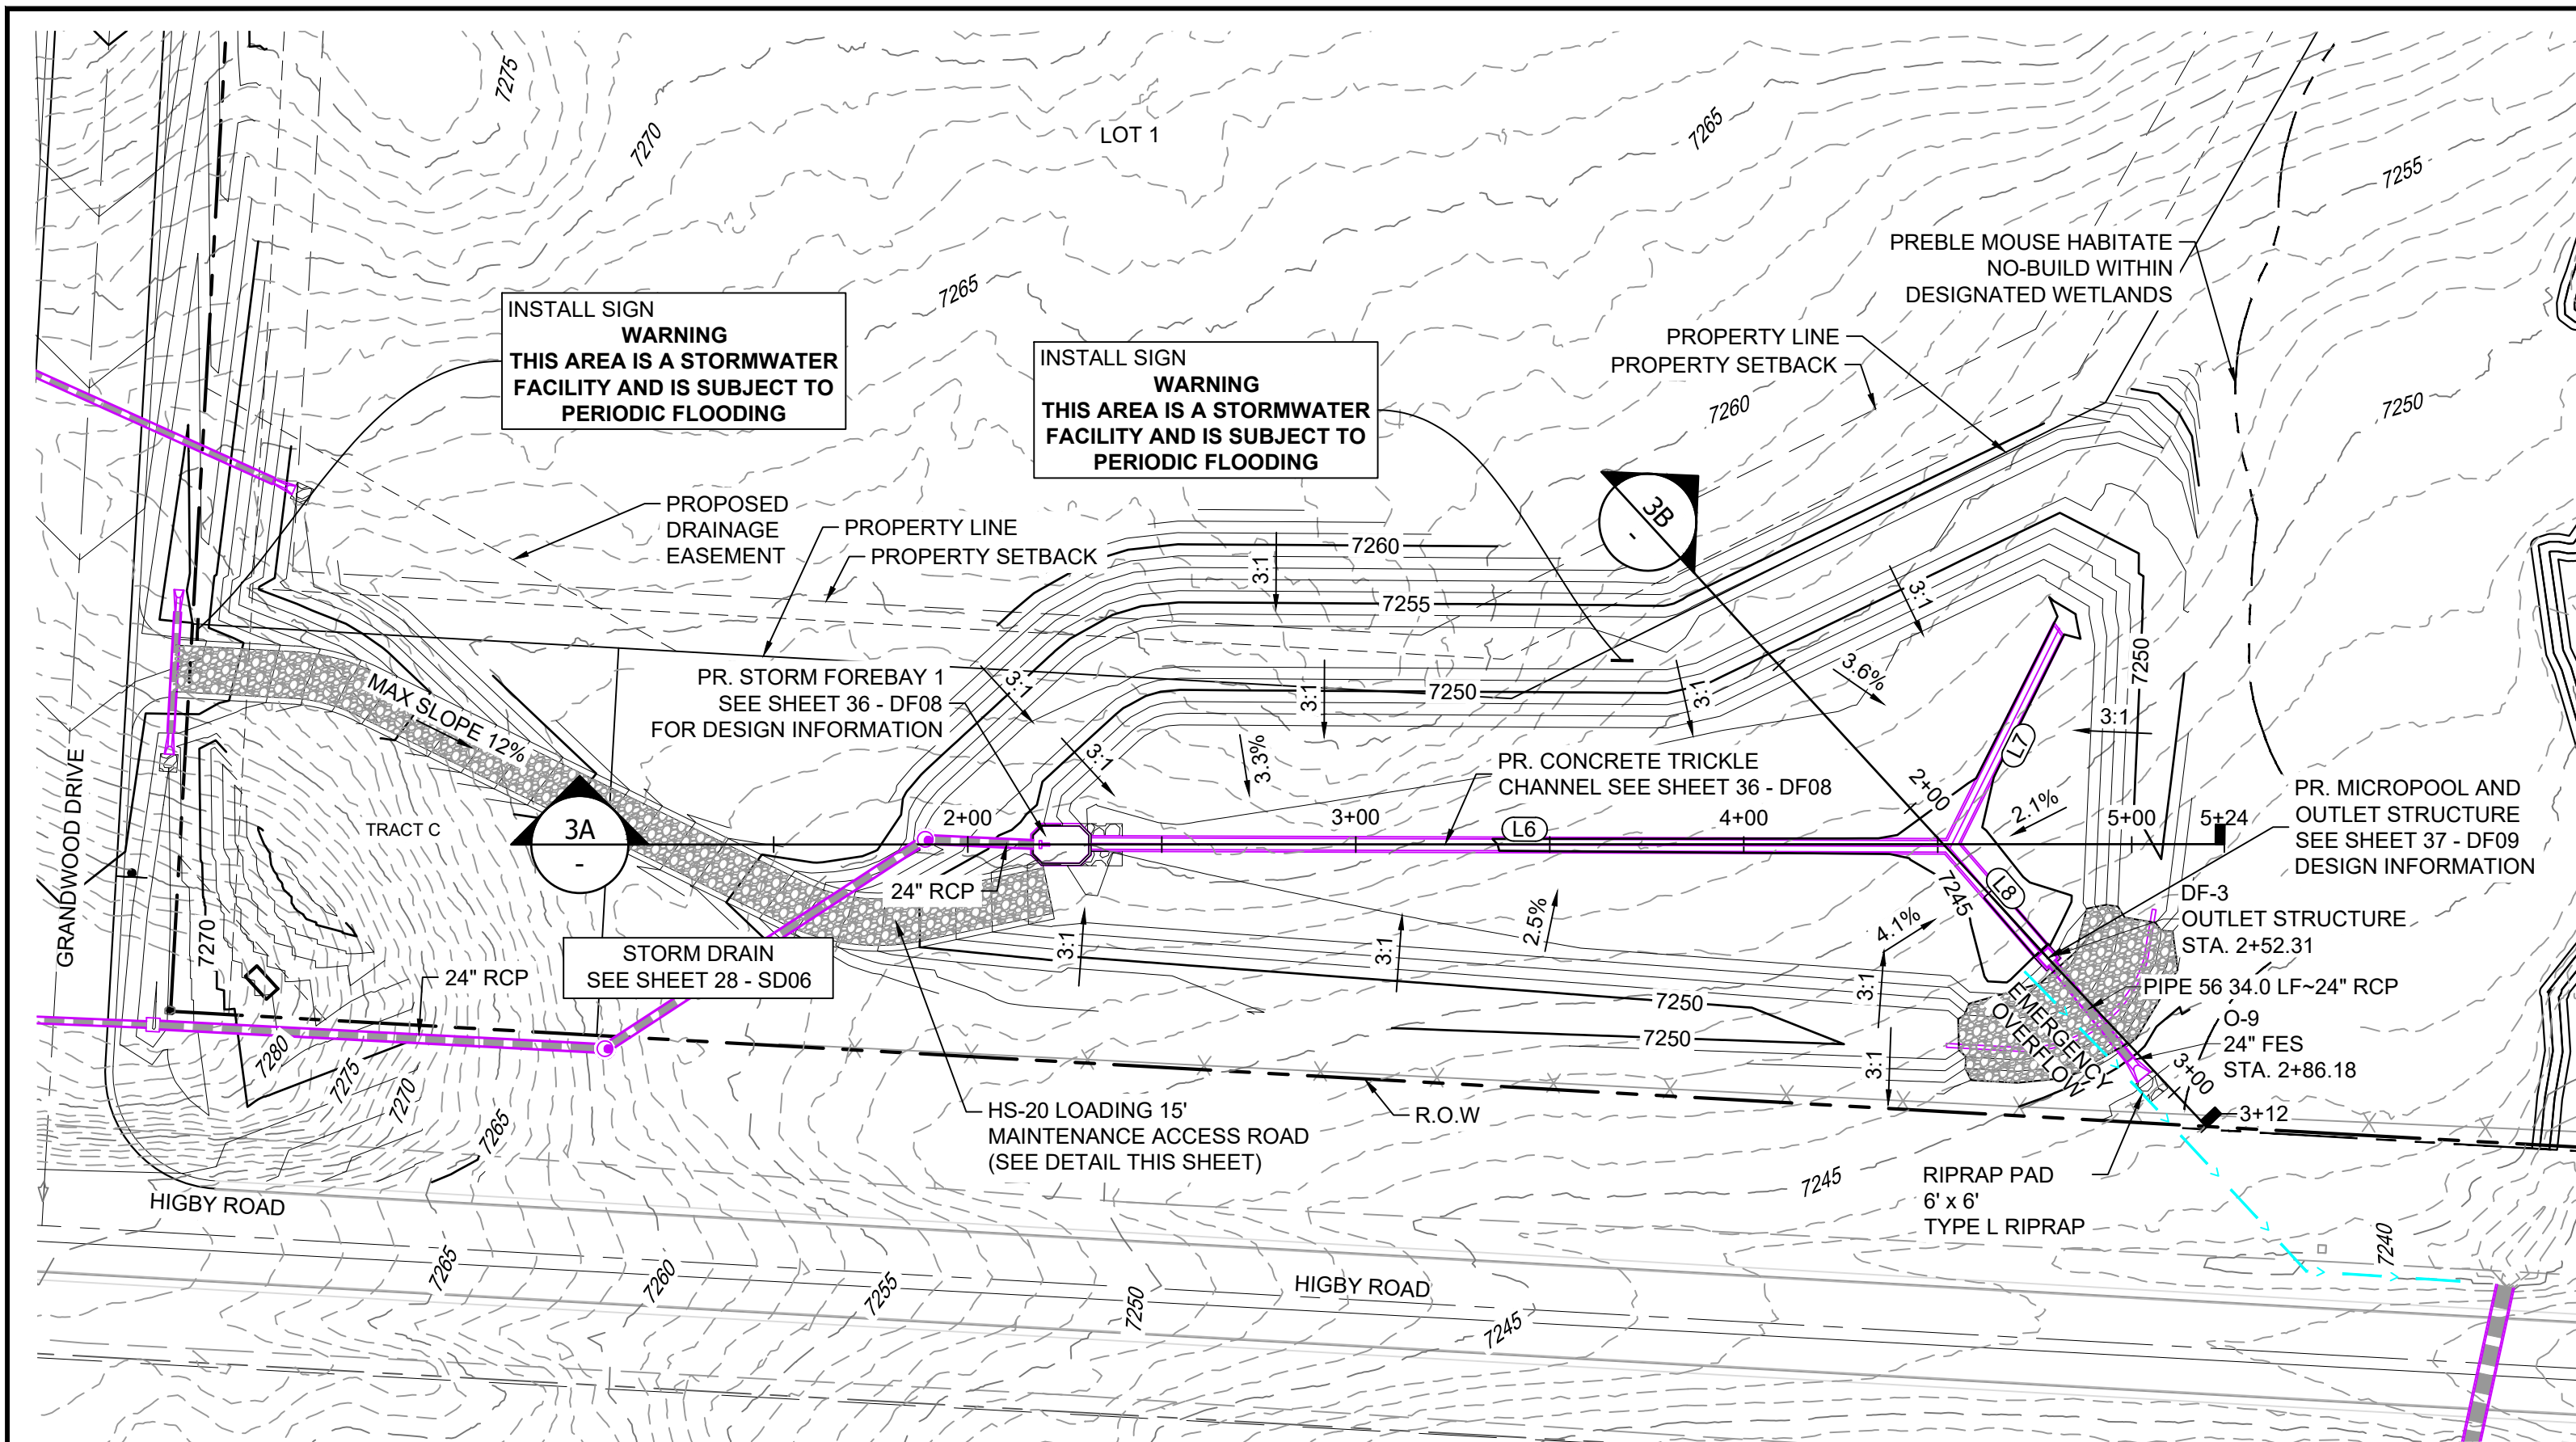 7275
7270
LOT 1
7265
7255
PREBLE MOUSE HABITATE
NO-BUILD WITHIN
DESIGNATED WETLANDS
7265
INSTALL SIGN
WARNING
THIS AREA IS A STORMWATER
FACILITY AND IS SUBJECT TO
PERIODIC FLOODING
INSTALL SIGN
WARNING
THIS AREA IS A STORMWATER
FACILITY AND IS SUBJECT TO
PERIODIC FLOODING
PROPERTY LINE
PROPERTY SETBACK
7260
7250
3B
-
PROPOSED
DRAINAGE
EASEMENT
PROPERTY LINE
PROPERTY SETBACK
7260
3:1
7255
3:1
7250
3:1
3:1
7250
3:1
3:1
3.6%
3:1
PR. STORM FOREBAY 1
SEE SHEET 36 - DF08
FOR DESIGN INFORMATION
MAX SLOPE 12%
3:1
3.3%
PR. CONCRETE TRICKLE
CHANNEL SEE SHEET 36 - DF08
L7
2+00
2.1%
PR. MICROPOOL AND
OUTLET STRUCTURE
SEE SHEET 37 - DF09
DESIGN INFORMATION
GRANDWOOD DRIVE
TRACT C
3A
-
2+00
3+00
L6
4+00
5+00
5+24
24" RCP
7245
L8
DF-3
OUTLET STRUCTURE
STA. 2+52.31
7270
24" RCP
STORM DRAIN
SEE SHEET 28 - SD06
3:1
3:1
2.5%
4.1%
3:1
PIPE 56 34.0 LF~24" RCP
7250
7250
EMERGENCY
OVERFLOW
O-9
24" FES
STA. 2+86.18
7280
7275
7270
7265
3:1
3+00
3+12
HS-20 LOADING 15'
MAINTENANCE ACCESS ROAD
(SEE DETAIL THIS SHEET)
R.O.W
RIPRAP PAD
6' x 6'
TYPE L RIPRAP
7245
7240
HIGBY ROAD
7265
7260
7255
7250
HIGBY ROAD
7245